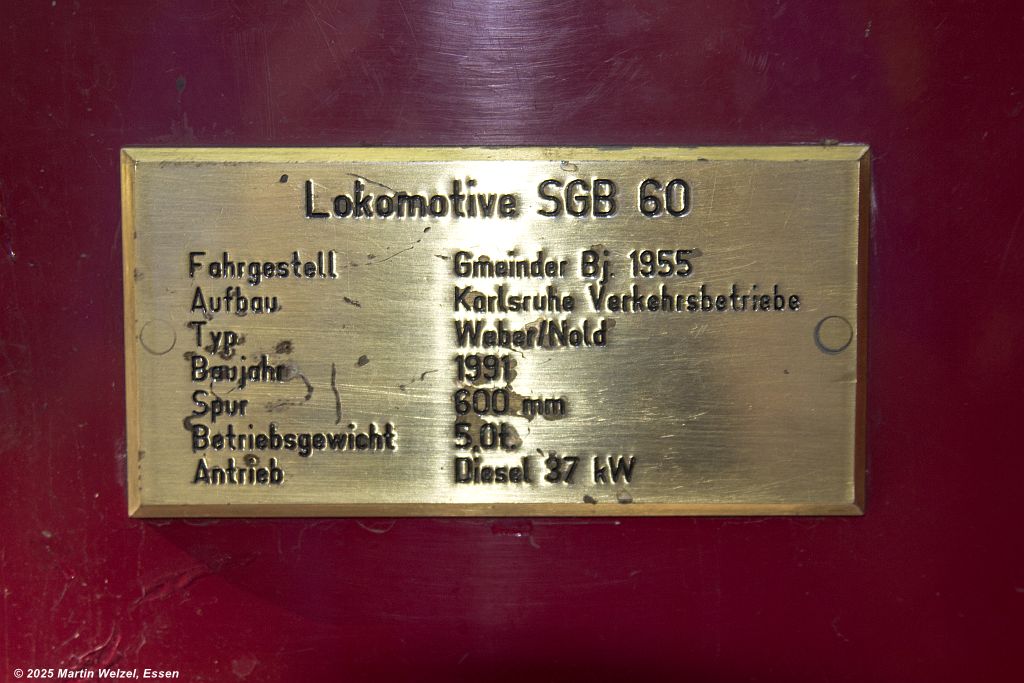 Lokomotive SGB 60
Fahrgestell Gmeinder Bj. 1955
Aufbau Karlsruhe Verkehrsbetriebe
Typ Weber/Nold
Baujahr 1991
Spur 600 mm
Betriebsgewicht 5,0t.
Antrieb Diesel 37 kW
© 2025 Martin Welzel, Essen